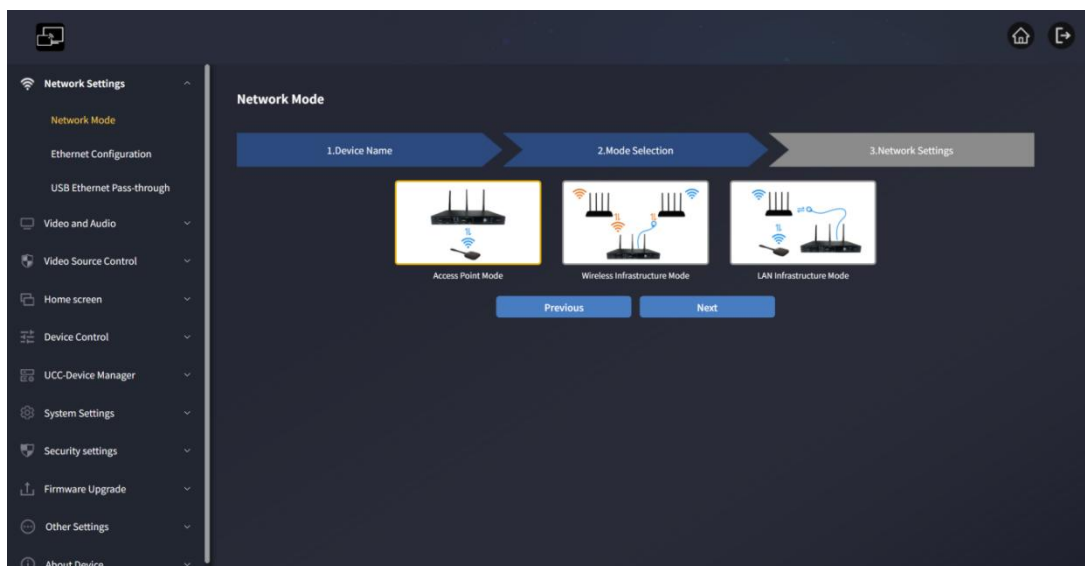 Network Settings
Network Mode
Ethernet Configuration
USB Ethernet Pass-through
Video and Audio
Video Source Control
Home screen
Device Control
UCC-Device Manager
System Settings
Security settings
Firmware Upgrade
Other Settings
About Device
Network Mode
1.Device Name
2.Mode Selection
3.Network Settings
Access Point Mode
Wireless Infrastructure Mode
LAN Infrastructure Mode
Previous
Next